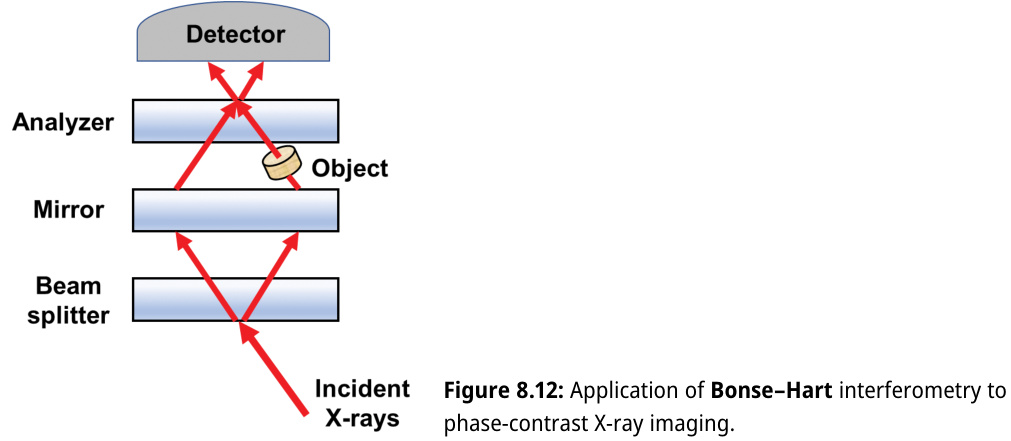 Detector
Analyzer
Object
Mirror
Beam
splitter
Incident
X-rays
Figure 8.12: Application of Bonse–Hart interferometry to
phase-contrast X-ray imaging.